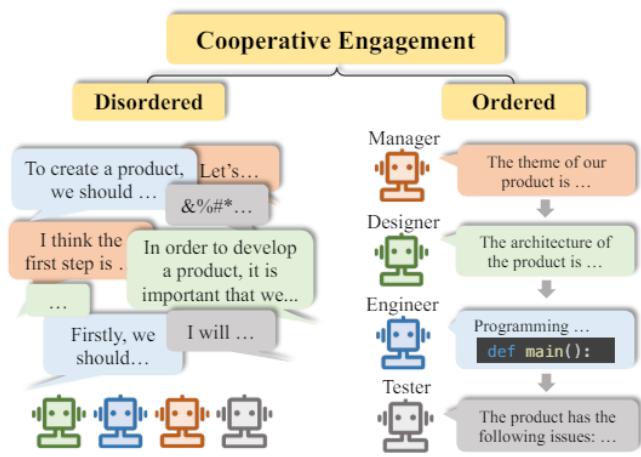 Cooperative Engagement
Disordered
To create a product,
we should …
Let's…
&%#*…
I think the
first step is …
In order to develop
a product, it is
important that we...
…
Firstly, we
should…
I will …
Ordered
Manager
The theme of our
product is …
Designer
The architecture of
the product is …
Engineer
Programming …
def main():
Tester
The product has the
following issues: …